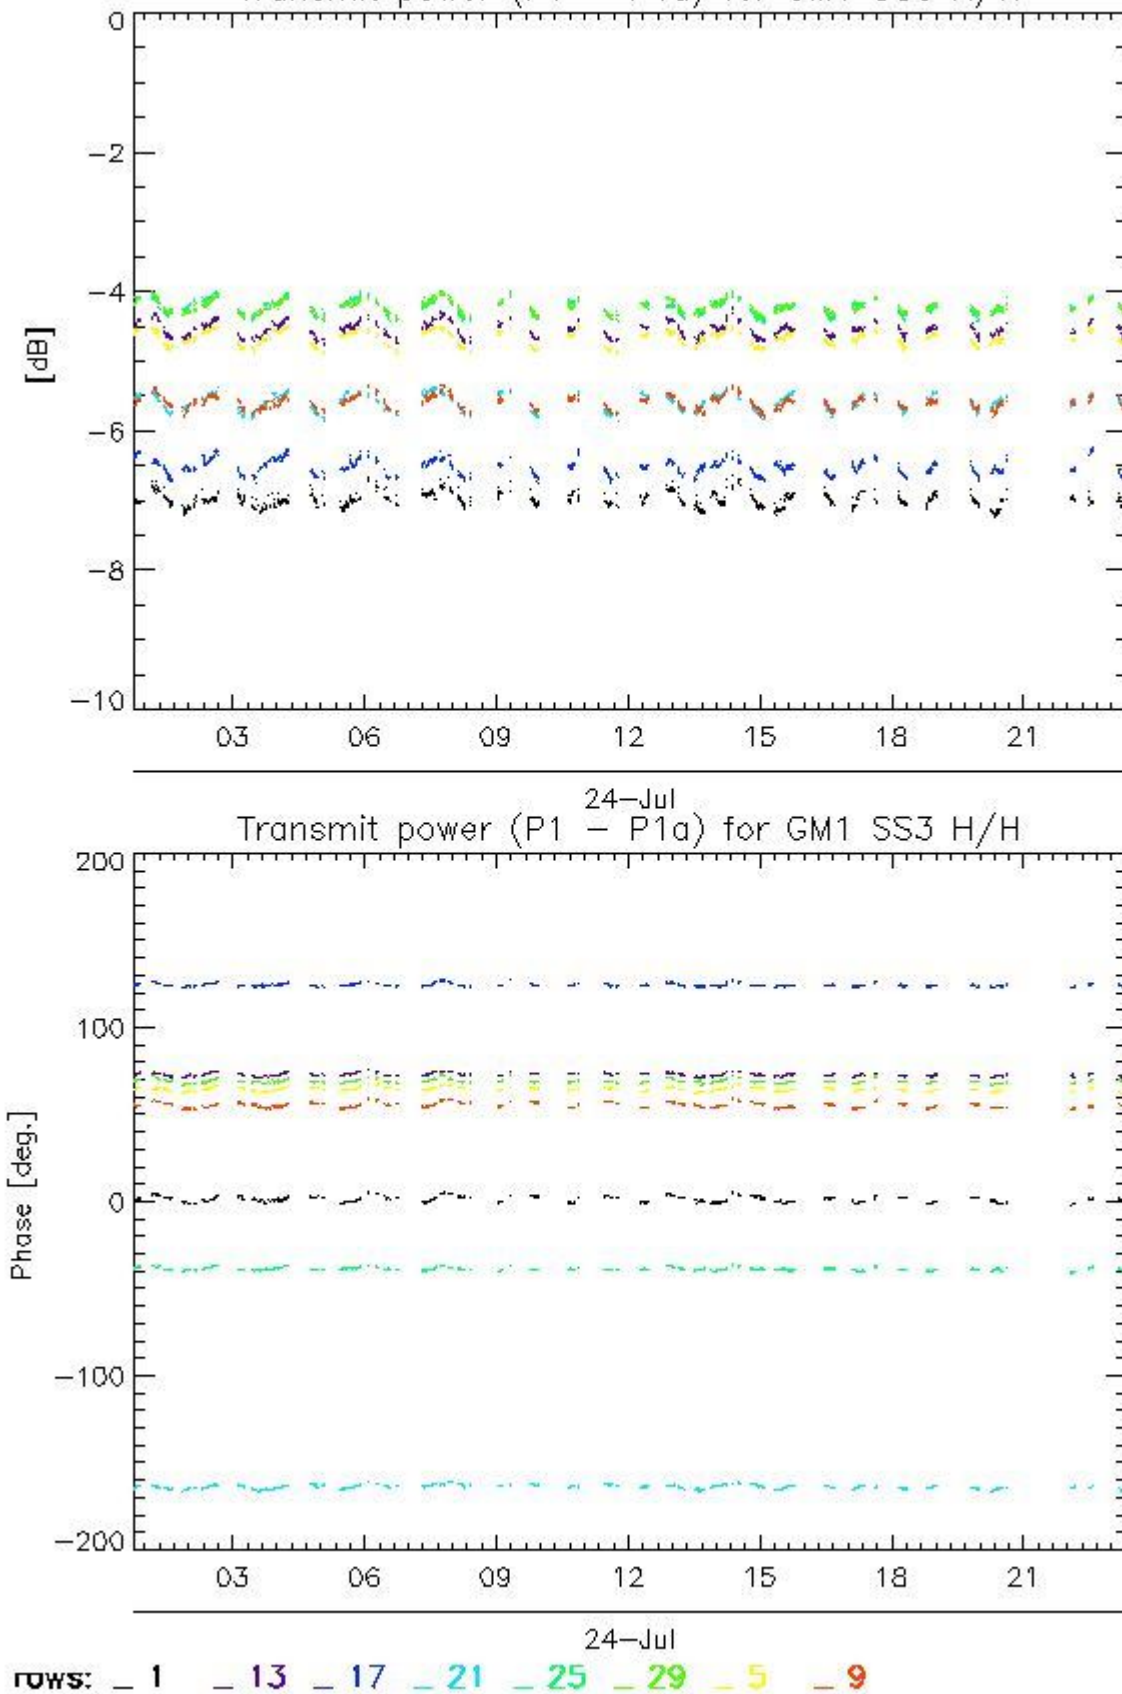 0
−2
−4
[dB]
−6
−8
−10
03 06 09 12 15 18 21
24−Jul
Transmit power (P1 − P1a) for GM1 SS3 H/H
200
100
Phase [deg.]
0
−100
−200
03 06 09 12 15 18 21
24−Jul
rows: _ 1 _ 13 _ 17 _ 21 _ 25 _ 29 _ 5 _ 9